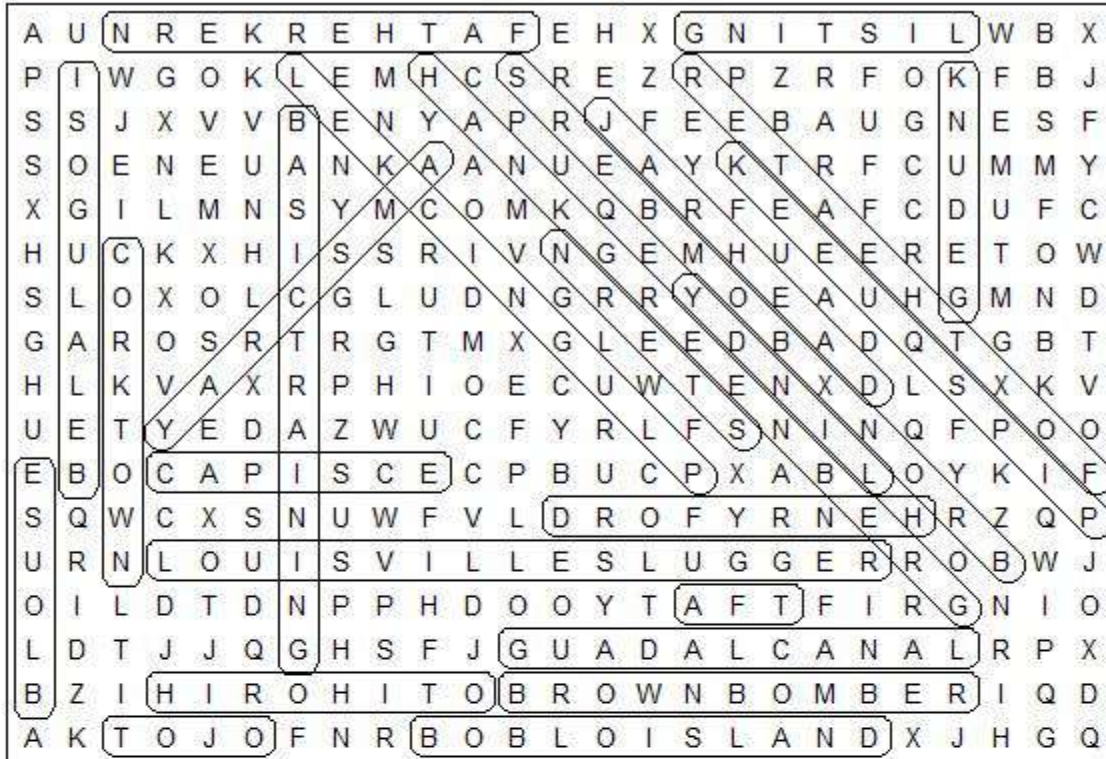 A U N R E K R E H T A F E H X G N I T S I L W B X
P I W G O K L E M H C S R E Z R P Z R F O K F B J
S S J X V V B E N Y A P R J F E E B A U G N E S F
S O E N E U A N K A A N U E A Y K T R F C U M M Y
X G I L M N S Y M C O M K Q B R F E A F C D U F C
H U C K X H I S S R I V N G E M H U E E R E T O W
S L O X O L C G L U D N G R R Y O E A U H G M N D
G A R O S R T R G T M X G L E E D B A D Q T G B T
H L K V A X R P H I O E C U W T E N X D L S X K V
U E T Y E D A Z W U C F Y R L F S N I N Q F P O O
E B O C A P I S C E C P B U C P X A B L O Y K I F
S Q W C X S N U W F V L D R O F Y R N E H R Z Q P
U R N L O U I S V I L L E S L U G G E R R O B W J
O I L D T D N P P H D O O Y T A F T F I R G N I O
L D T J J Q G H S F J G U A D A L C A N A L R P X
B Z I H I R O H I T O B R O W N B O M B E R I Q D
A K T O J O F N R B O B L O I S L A N D X J H G Q